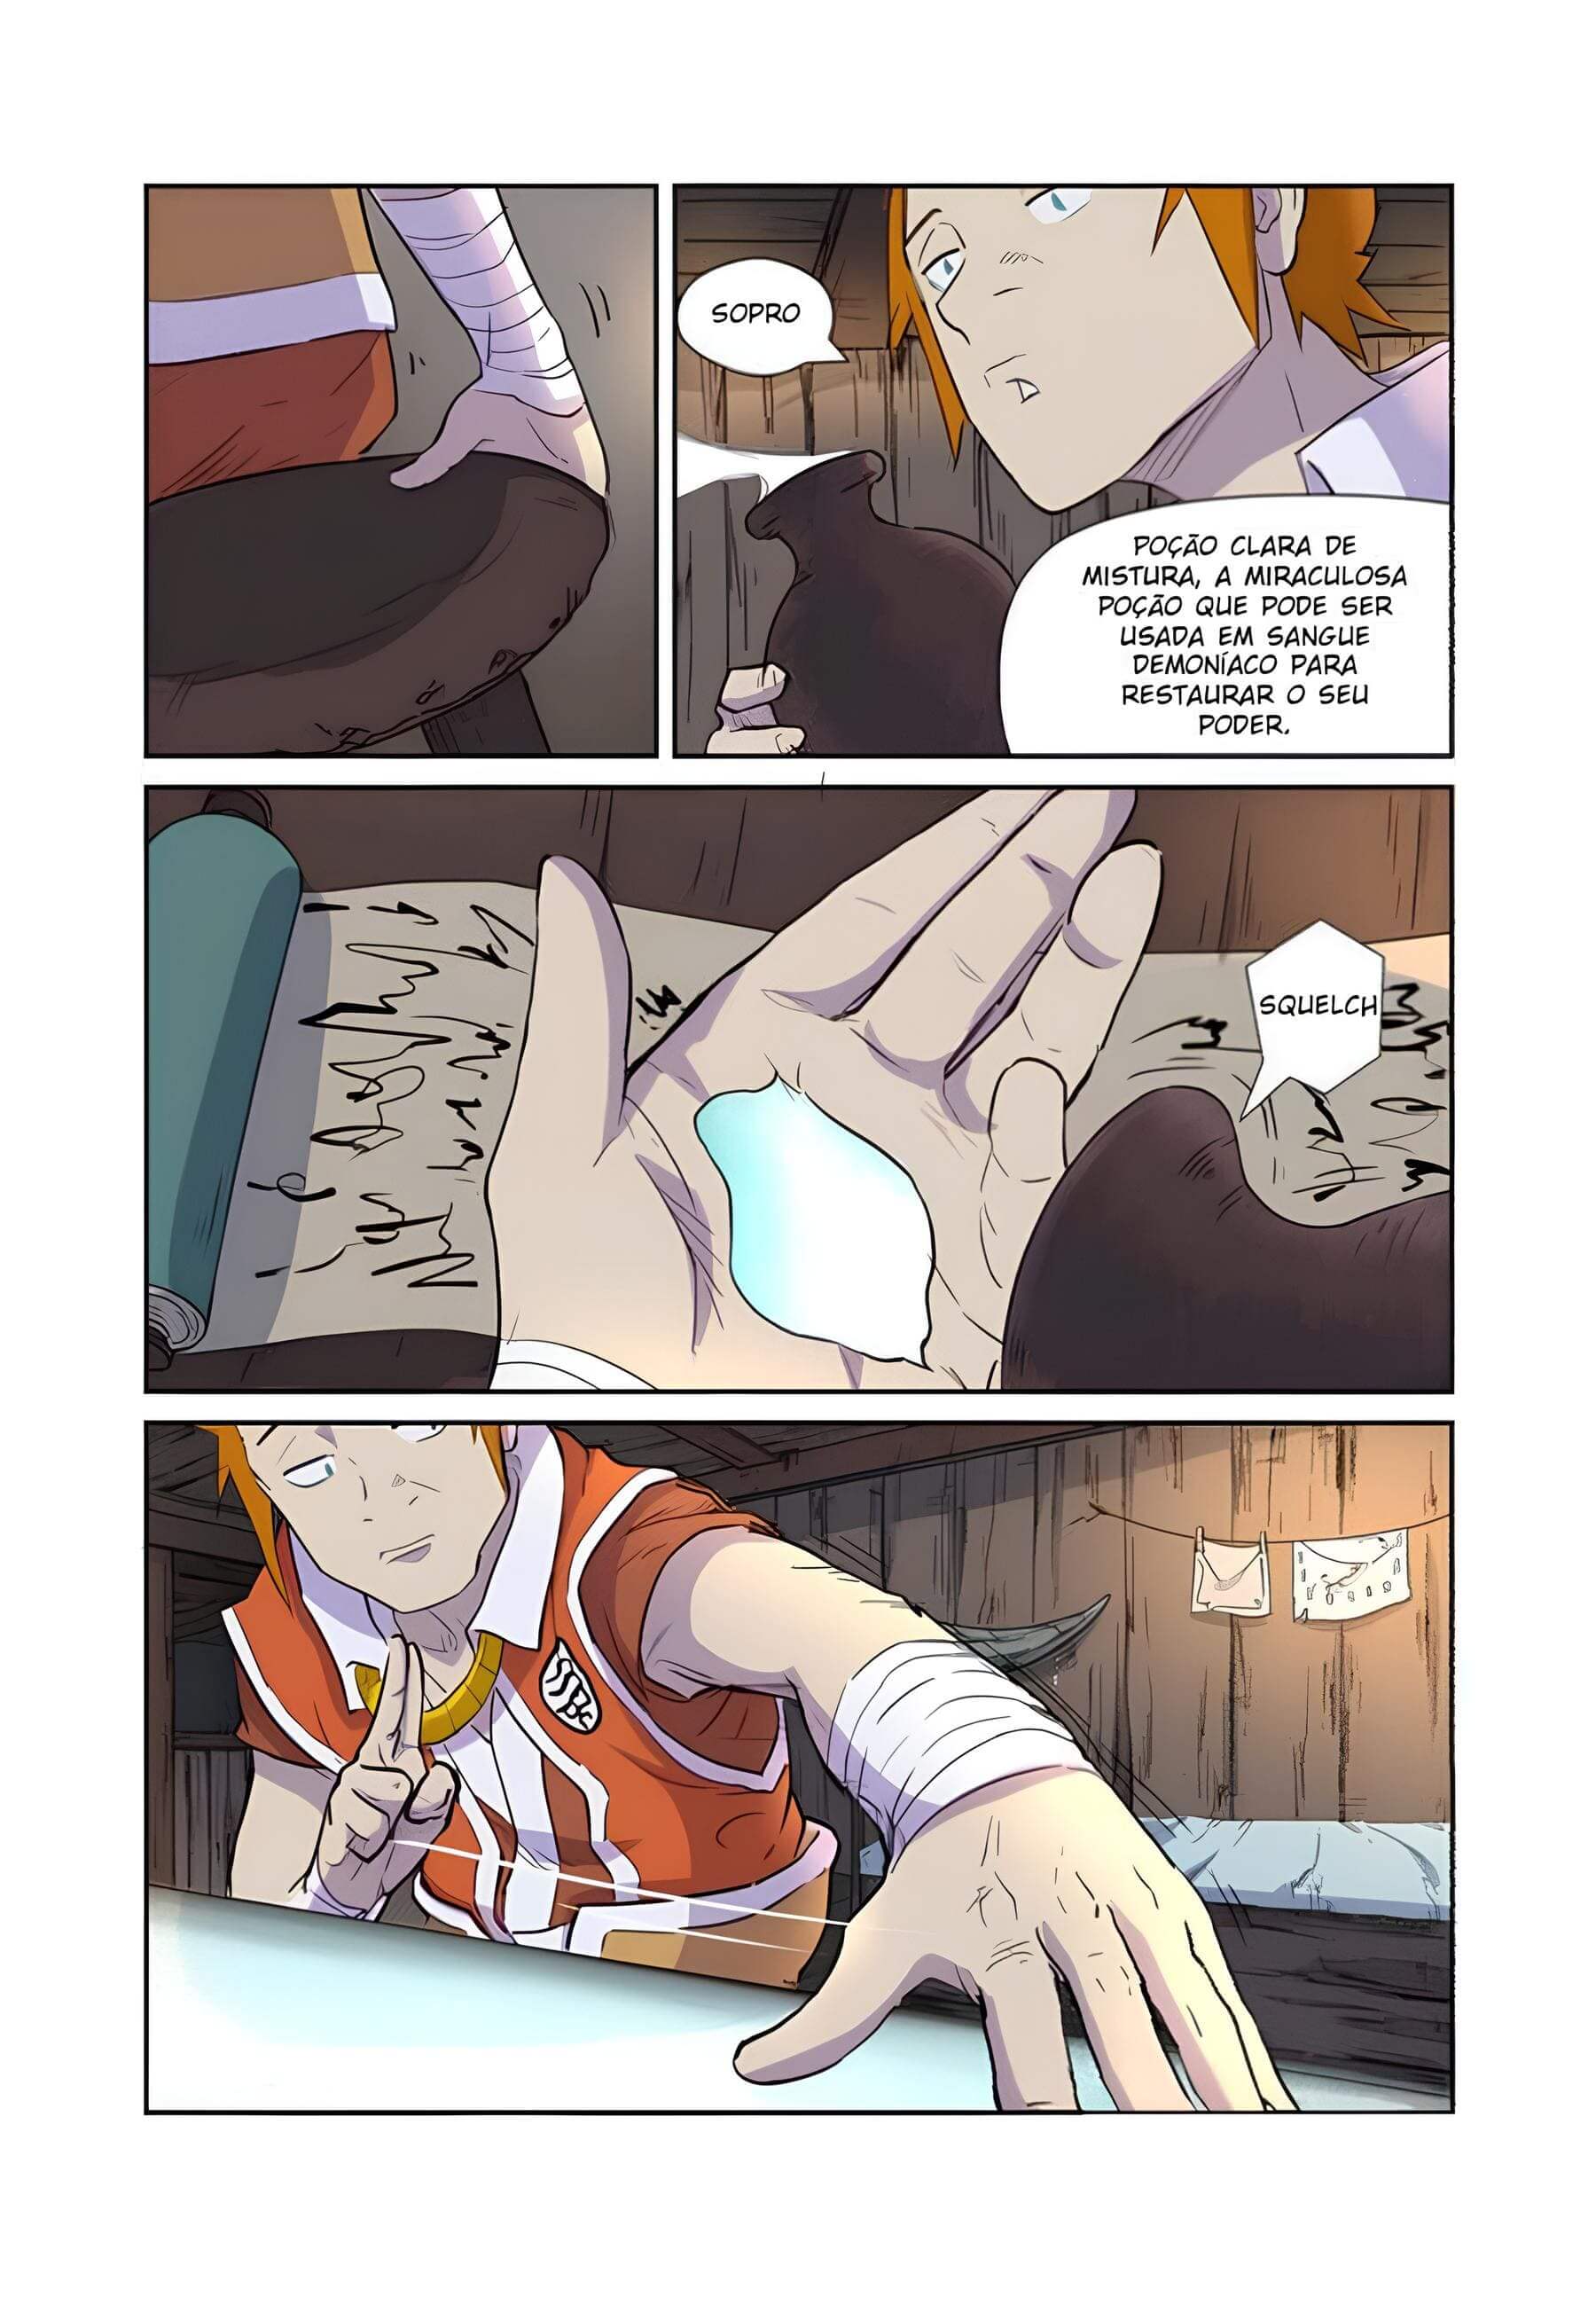 SOPRO
POÇÃO CLARA DE
MISTURA, A MIRACULOSA
POÇÃO QUE PODE SER
USADA EM SANGUE
DEMONÍACO PARA
RESTAURAR O SEU
PODER.
SQUELCH